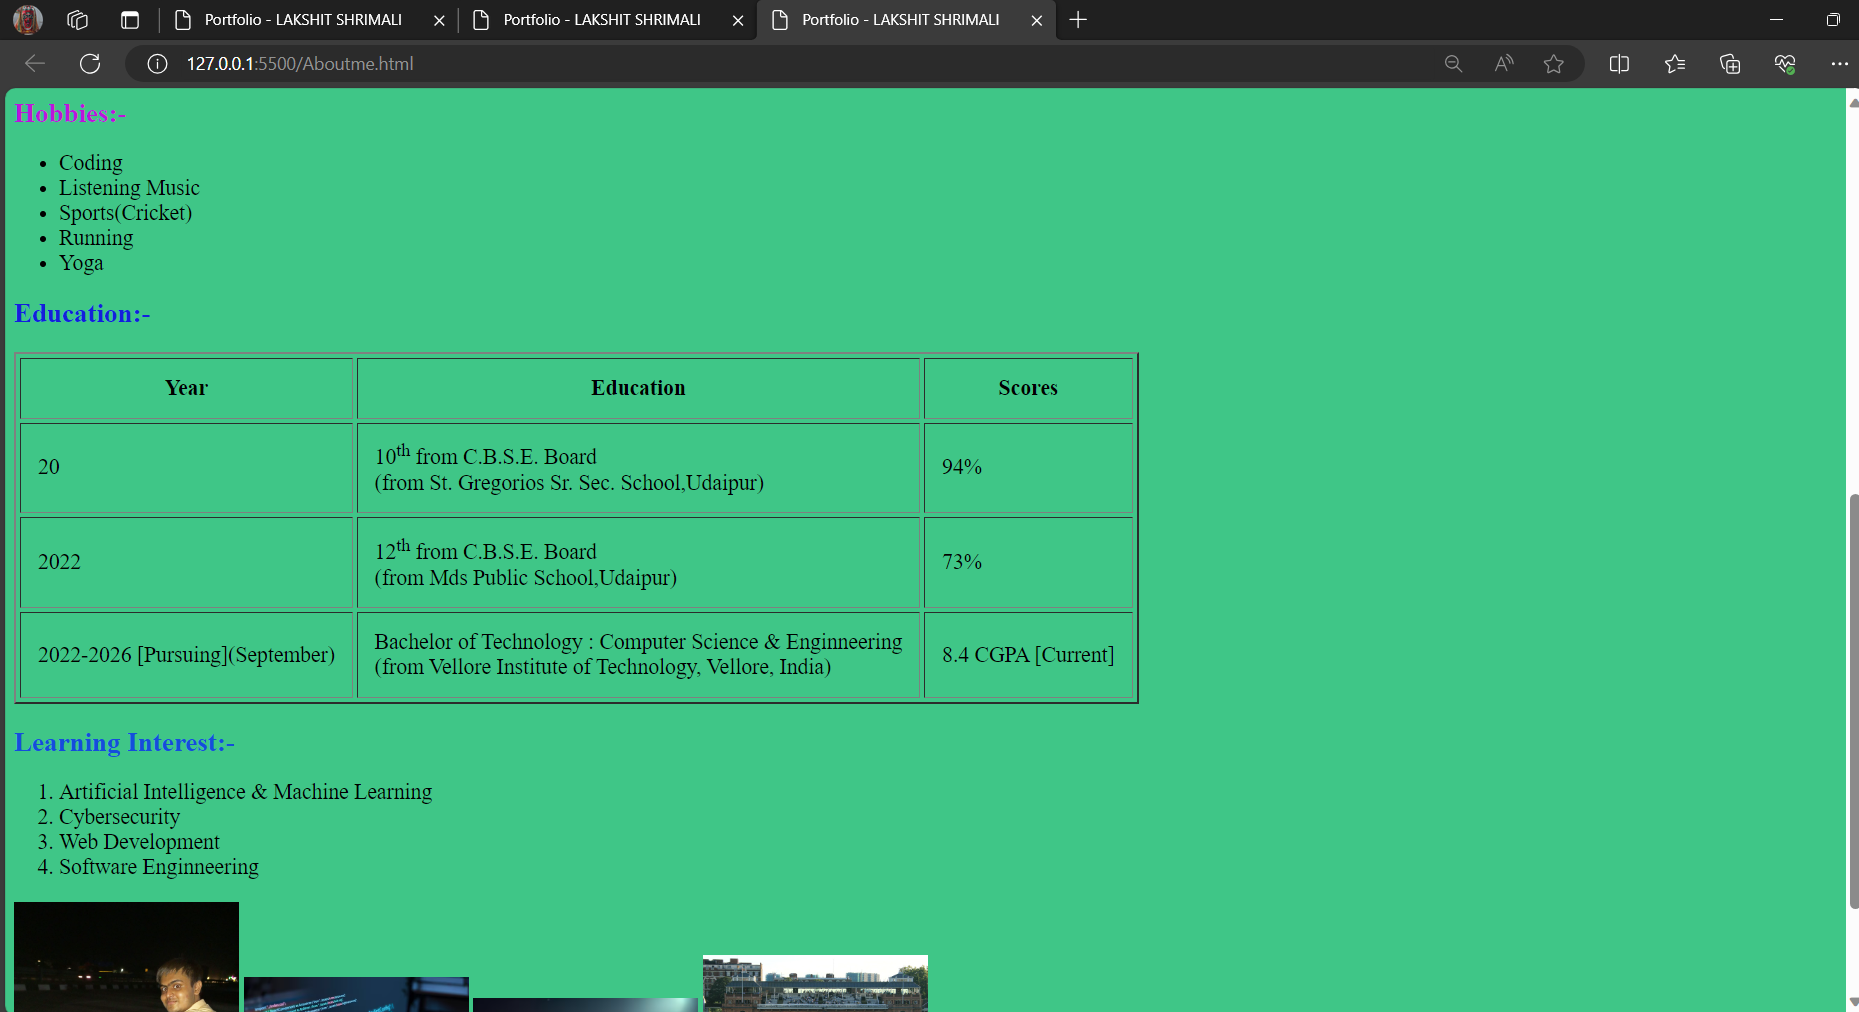 Portfolio - LAKSHIT SHRIMALI
Portfolio - LAKSHIT SHRIMALI
Portfolio - LAKSHIT SHRIMALI
127.0.0.1:5500/Aboutme.html
Hobbies:-
• Coding
• Listening Music
• Sports(Cricket)
• Running
• Yoga
Education:-
Year Education Scores
20
10th from C.B.S.E. Board
(from St. Gregorios Sr. Sec. School,Udaipur)
94%
2022
12th from C.B.S.E. Board
(from Mds Public School,Udaipur)
73%
2022-2026 [Pursuing](September)
Bachelor of Technology : Computer Science & Enginneering
(from Vellore Institute of Technology, Vellore, India)
8.4 CGPA [Current]
Learning Interest:-
1. Artificial Intelligence & Machine Learning
2. Cybersecurity
3. Web Development
4. Software Enginneering